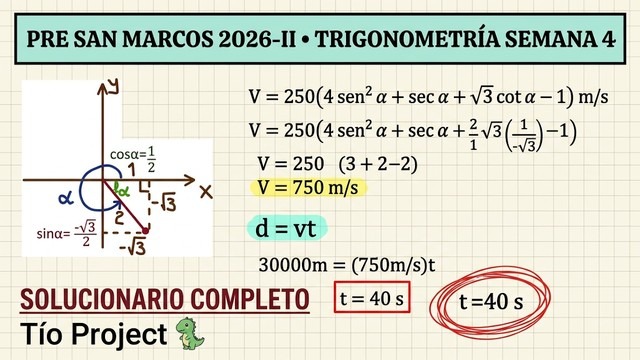 PRE SAN MARCOS 2026-II • TRIGONOMETRÍA SEMANA 4
y
cosα=1/2
1
α
lα
x
-√3
2
sinα= -√3/2
-√3
V = 250(4 sen² α + sec α + √3 cot α − 1) m/s
V = 250(4 sen² α + sec α + 2/1 √3 (1/-√3) −1)
V = 250 (3 + 2−2)
V = 750 m/s
d = vt
30000m = (750m/s)t
t = 40 s
t =40 s
SOLUCIONARIO COMPLETO
Tío Project